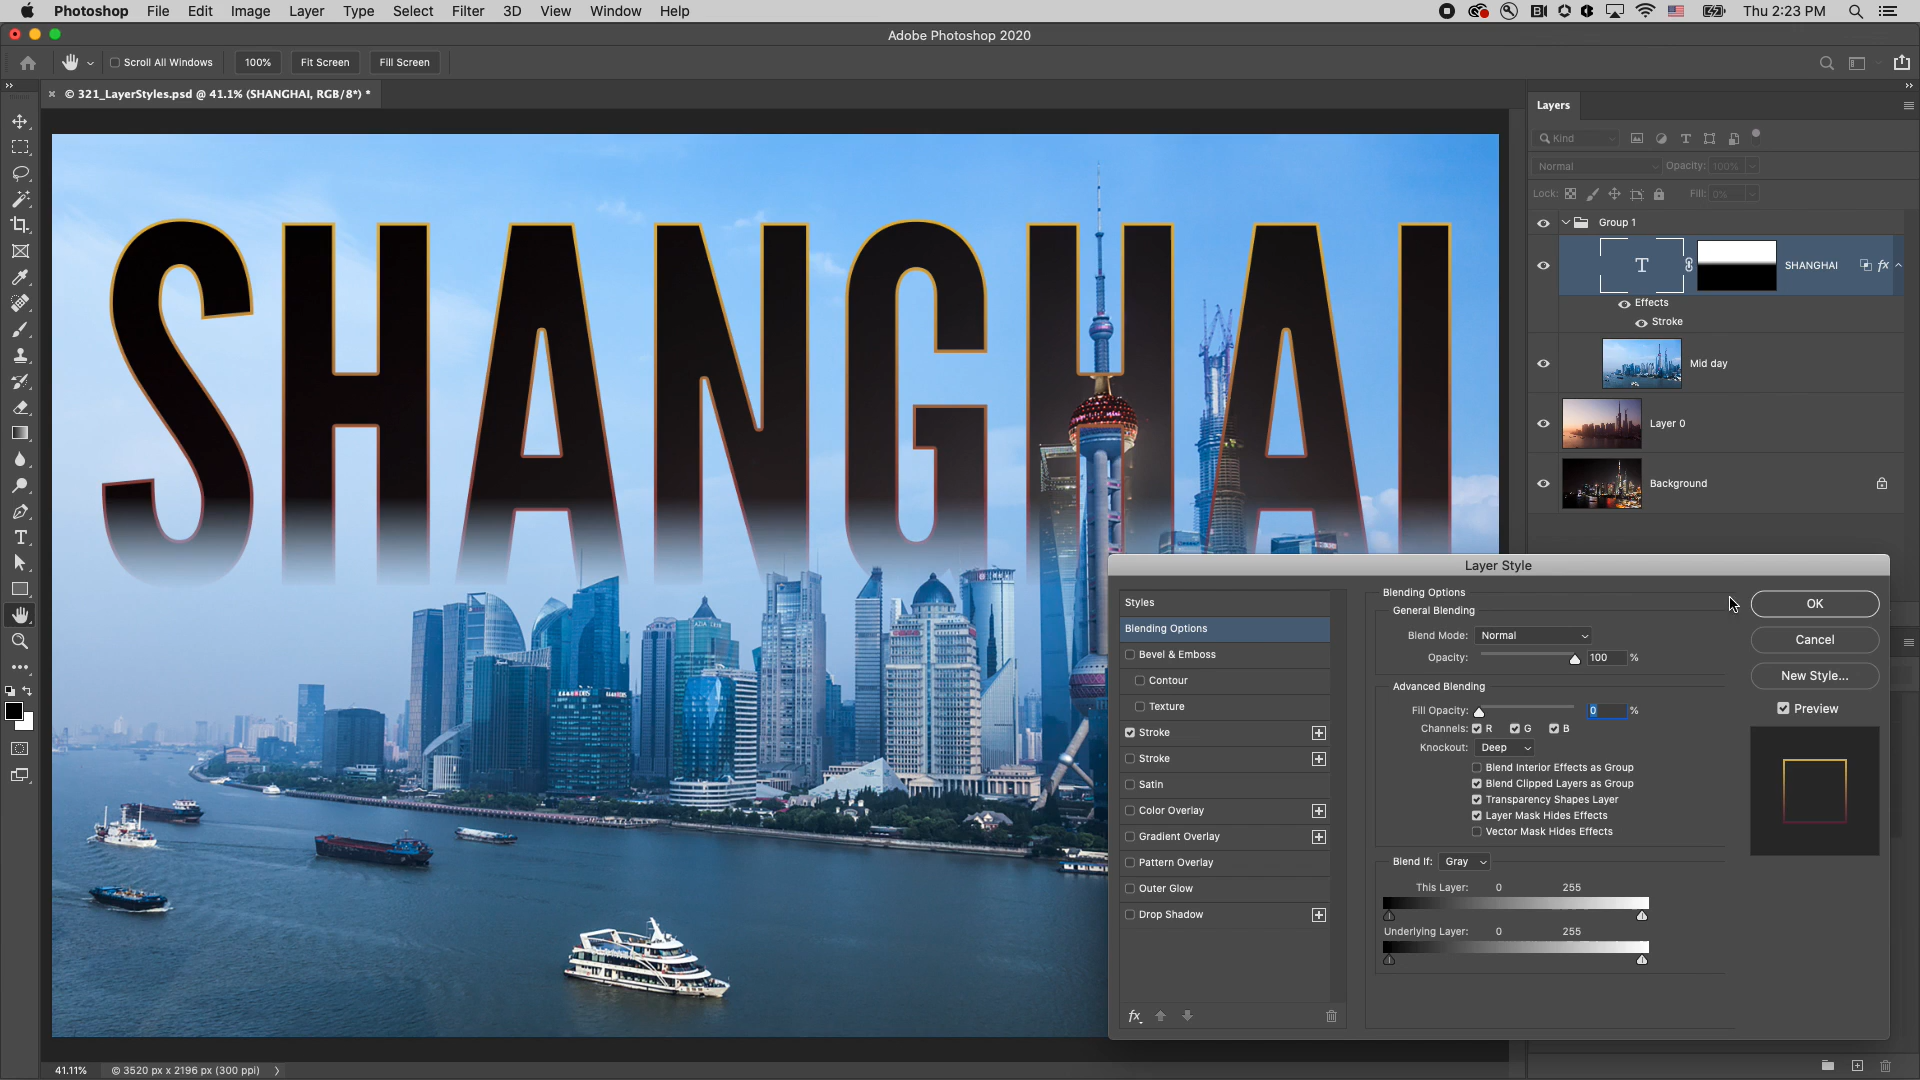 Photoshop File Edit Image Layer Type Select Filter 3D View Window Help
Thu 2:23 PM
Adobe Photoshop 2020
Scroll All Windows 100% Fit Screen Fill Screen
© 321_LayerStyles.psd @ 41.1% (SHANGHAI, RGB/8*) *
SHANGHAI
Layers
Kind
Normal Opacity: 100%
Lock: Fill: 0%
Group 1
T SHANGHAI fx
Effects
Stroke
Mid day
Layer 0
Background
Layer Style
Styles
Blending Options
Bevel & Emboss
Contour
Texture
Stroke
Stroke
Satin
Color Overlay
Gradient Overlay
Pattern Overlay
Outer Glow
Drop Shadow
fx
Blending Options
General Blending
Blend Mode: Normal
Opacity: 100 %
Advanced Blending
Fill Opacity: 0 %
Channels: R G B
Knockout: Deep
Blend Interior Effects as Group
Blend Clipped Layers as Group
Transparency Shapes Layer
Layer Mask Hides Effects
Vector Mask Hides Effects
Blend If: Gray
This Layer: 0 255
Underlying Layer: 0 255
OK
Cancel
New Style...
Preview
41.11% © 3520 px x 2196 px (300 ppi)